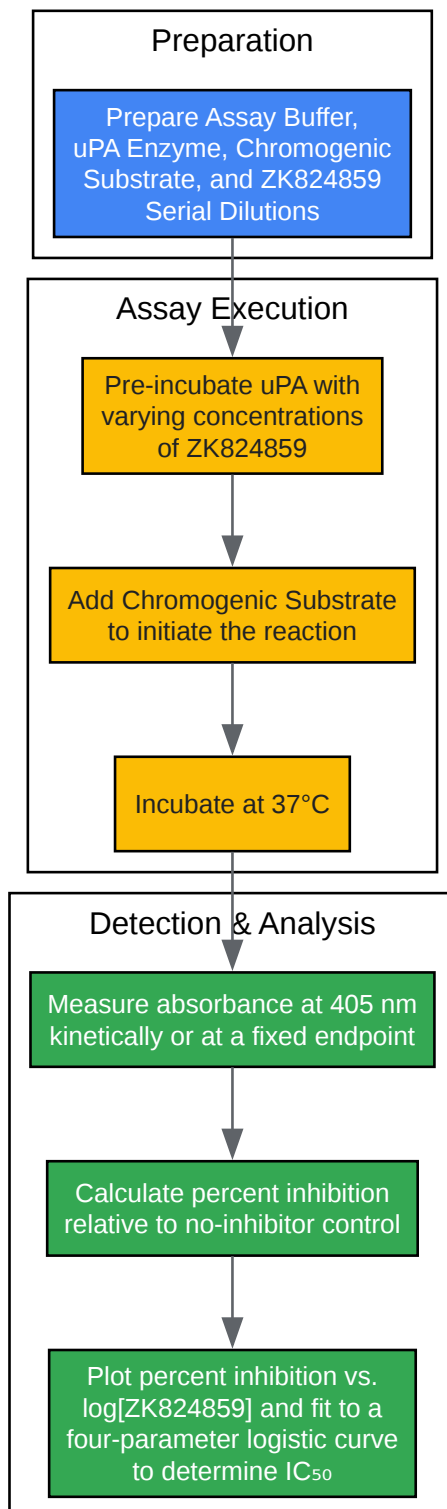 Preparation
Prepare Assay Buffer,
uPA Enzyme, Chromogenic
Substrate, and ZK824859
Serial Dilutions
Assay Execution
Pre-incubate uPA with
varying concentrations
of ZK824859
Add Chromogenic Substrate
to initiate the reaction
Incubate at 37°C
Detection & Analysis
Measure absorbance at 405 nm
kinetically or at a fixed endpoint
Calculate percent inhibition
relative to no-inhibitor control
Plot percent inhibition vs.
log[ZK824859] and fit to a
four-parameter logistic curve
to determine IC₅₀